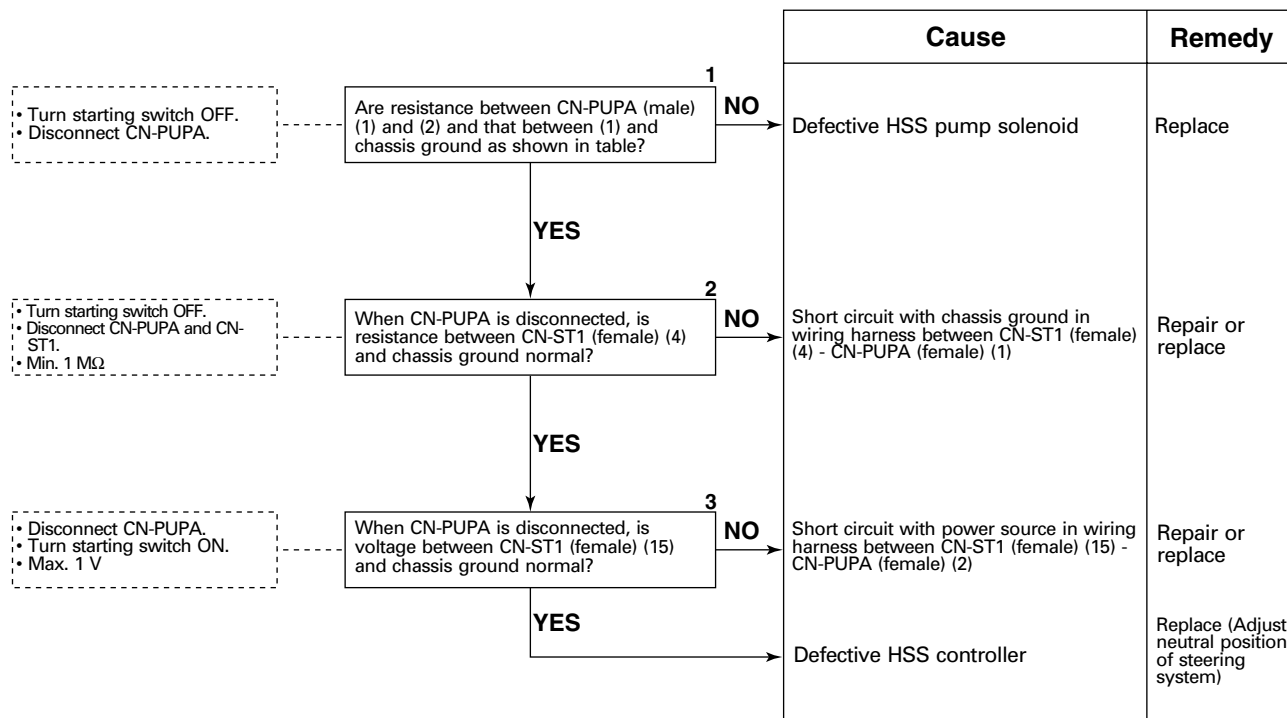 Cause
Remedy
• Turn starting switch OFF.
• Disconnect CN-PUPA.
1
Are resistance between CN-PUPA (male)
(1) and (2) and that between (1) and
chassis ground as shown in table?
NO
Defective HSS pump solenoid
Replace
YES
• Turn starting switch OFF.
• Disconnect CN-PUPA and CN-
ST1.
• Min. 1 MΩ
2
When CN-PUPA is disconnected, is
resistance between CN-ST1 (female) (4)
and chassis ground normal?
NO
Short circuit with chassis ground in
wiring harness between CN-ST1 (female)
(4) - CN-PUPA (female) (1)
Repair or
replace
YES
• Disconnect CN-PUPA.
• Turn starting switch ON.
• Max. 1 V
3
When CN-PUPA is disconnected, is
voltage between CN-ST1 (female) (15)
and chassis ground normal?
NO
Short circuit with power source in wiring
harness between CN-ST1 (female) (15) -
CN-PUPA (female) (2)
Repair or
replace
YES
Defective HSS controller
Replace (Adjust
neutral position
of steering
system)